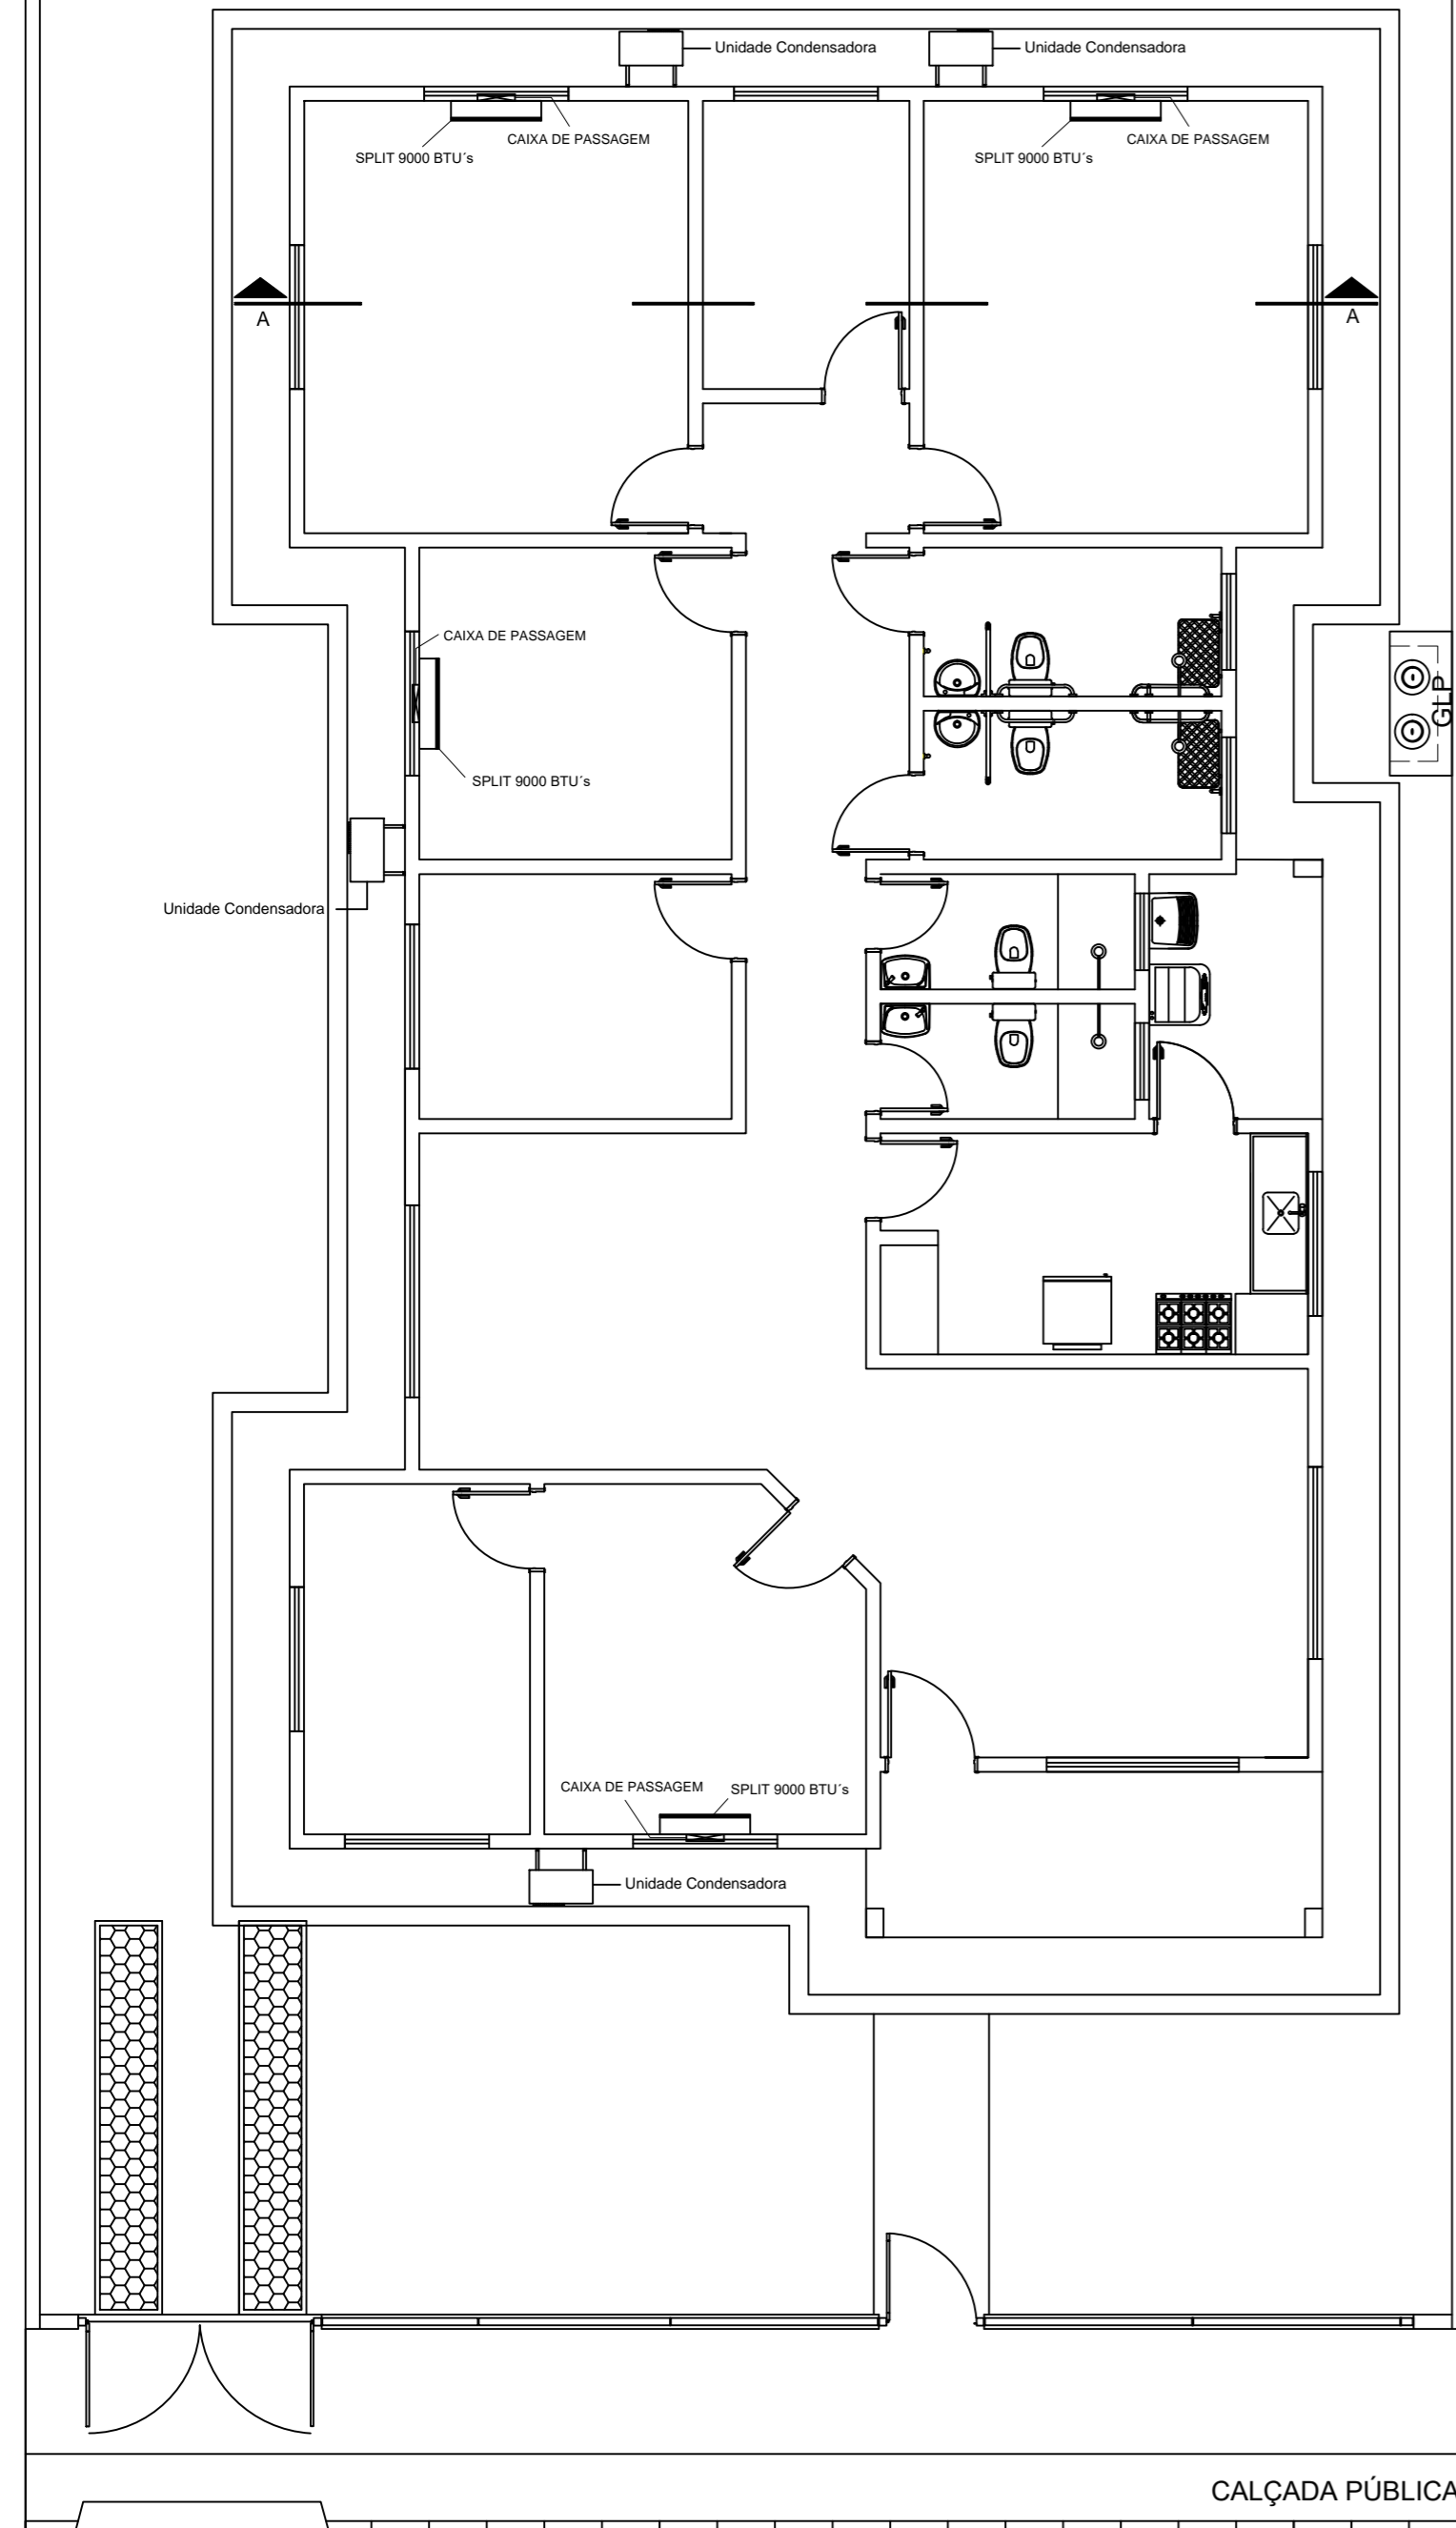 Unidade Condensadora
Unidade Condensadora
CAIXA DE PASSAGEM
CAIXA DE PASSAGEM
SPLIT 9000 BTU´s
SPLIT 9000 BTU´s
A
A
CAIXA DE PASSAGEM
GLP
SPLIT 9000 BTU´s
Unidade Condensadora
CAIXA DE PASSAGEM
SPLIT 9000 BTU´s
Unidade Condensadora
CALÇADA PÚBLICA